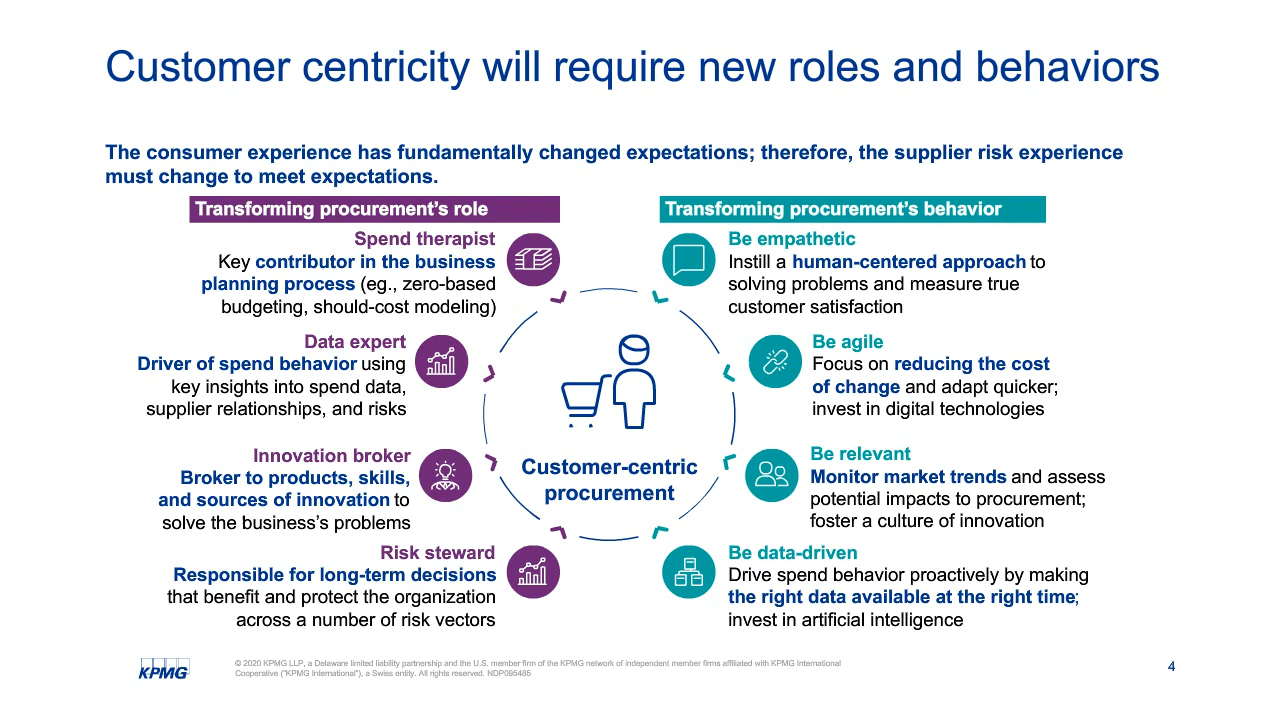 Customer centricity will require new roles and behaviors
The consumer experience has fundamentally changed expectations; therefore, the supplier risk experience
must change to meet expectations.
Transforming procurement's role
Spend therapist
Key contributor in the business
planning process (eg., zero-based
budgeting, should-cost modeling)
Data expert
Driver of spend behavior using
key insights into spend data,
supplier relationships, and risks
Innovation broker
Broker to products, skills,
and sources of innovation to
solve the business's problems
Risk steward
Responsible for long-term decisions
that benefit and protect the organization
across a number of risk vectors
Customer-centric
procurement
Transforming procurement's behavior
Be empathetic
Instill a human-centered approach to
solving problems and measure true
customer satisfaction
Be agile
Focus on reducing the cost
of change and adapt quicker;
invest in digital technologies
Be relevant
Monitor market trends and assess
potential impacts to procurement;
foster a culture of innovation
Be data-driven
Drive spend behavior proactively by making
the right data available at the right time;
invest in artificial intelligence
KPMG
© 2020 KPMG LLP, a Delaware limited liability partnership and the U.S. member firm of the KPMG network of independent member firms affiliated with KPMG International
Cooperative ("KPMG International"), a Swiss entity. All rights reserved. NDP095485
4